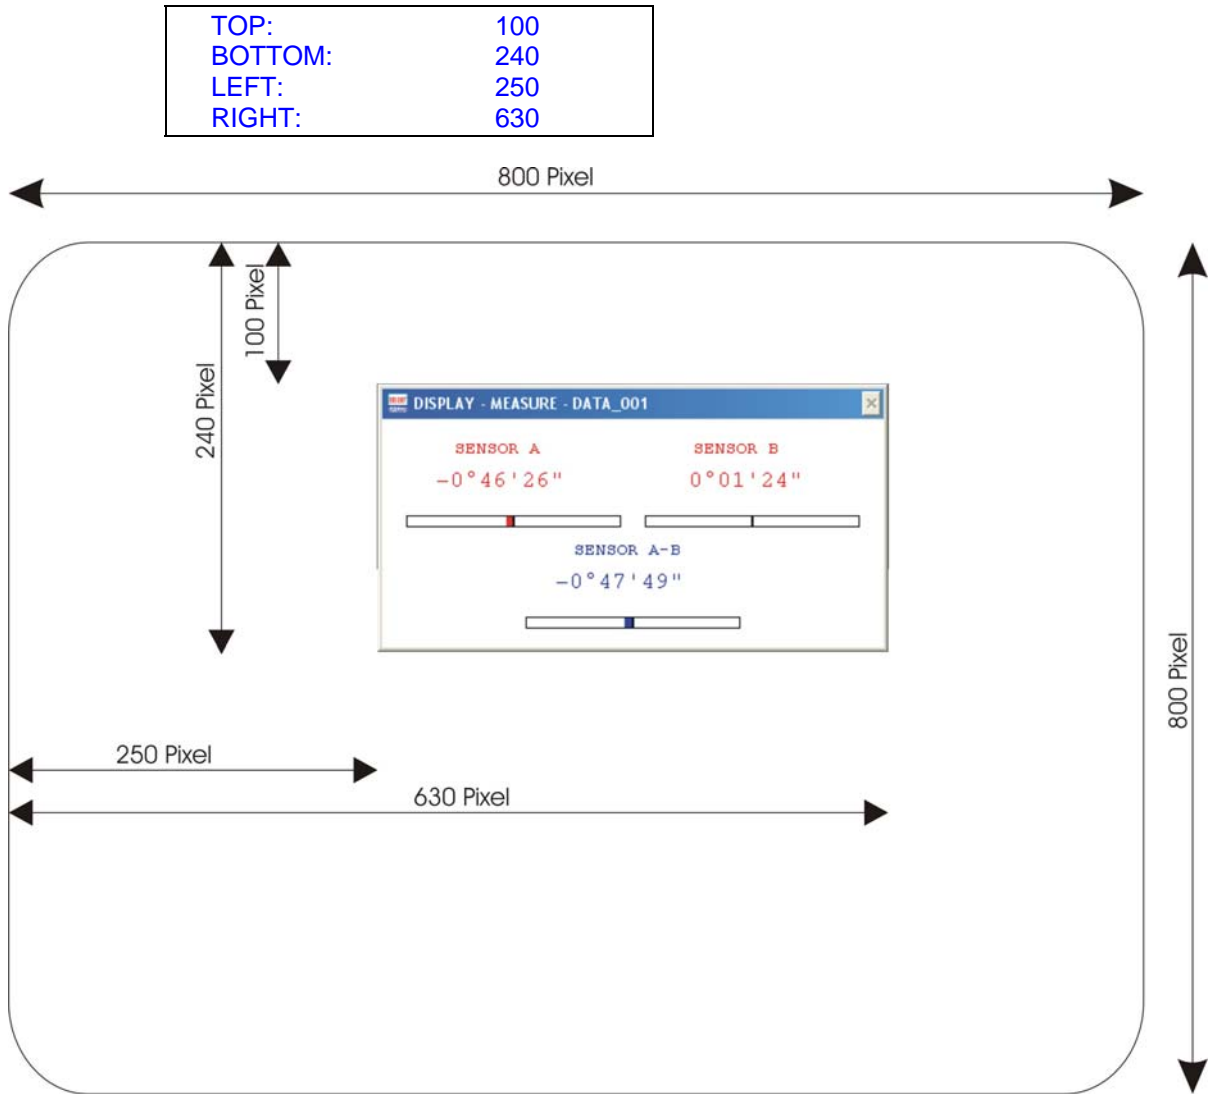 TOP: 100
BOTTOM: 240
LEFT: 250
RIGHT: 630
800 Pixel
100 Pixel
240 Pixel
DISPLAY - MEASURE - DATA_001
SENSOR A SENSOR B
-0°46'26" 0°01'24"
SENSOR A-B
-0°47'49"
800 Pixel
250 Pixel
630 Pixel